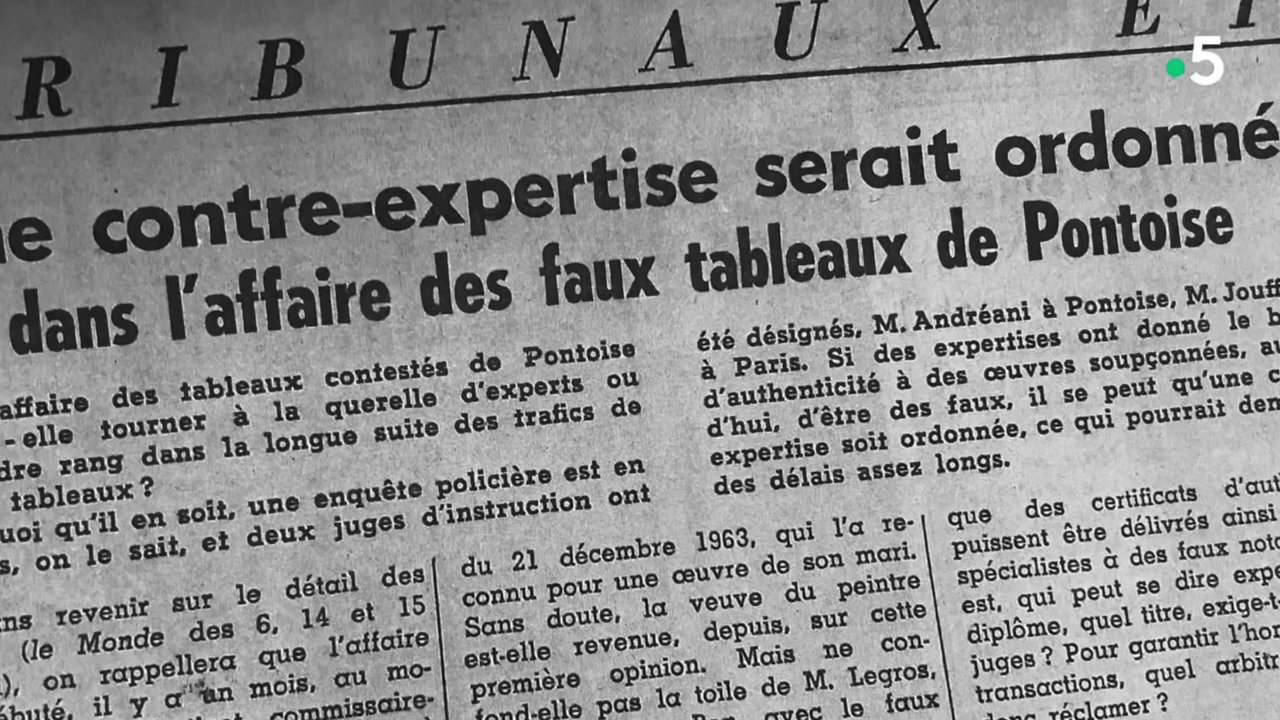 RIBUNAUX ET
5
e contre-expertise serait ordonné
dans l'affaire des faux tableaux de Pontoise
affaire des tableaux contestés de Pontoise
-elle tourner à la querelle d'experts ou
dre rang dans la longue suite des trafics de
tableaux ?
uoi qu'il en soit, une enquête policière est en
s, on le sait, et deux juges d'instruction ont
été désignés, M. Andréani à Pontoise, M. Jouff
à Paris. Si des expertises ont donné le b
d'authenticité à des œuvres soupçonnées, au
d'hui, d'être des faux, il se peut qu'une c
expertise soit ordonnée, ce qui pourrait dem
des délais assez longs.
ns revenir sur le détail des
(le Monde des 6, 14 et 15
), on rappellera que l'affaire
ébuté, il y a un mois, au mo-
commissaire-
du 21 décembre 1963, qui l'a re-
connu pour une œuvre de son mari.
Sans doute, la veuve du peintre
est-elle revenue, depuis, sur cette
première opinion. Mais ne con-
fond-elle pas la toile de M. Legros,
avec le faux
que des certificats d'aut
puissent être délivrés ainsi
spécialistes à des faux noto
est, qui peut se dire expe
diplôme, quel titre, exige-t
juges ? Pour garantir l'hon
transactions, quel arbitr
donc réclamer ?